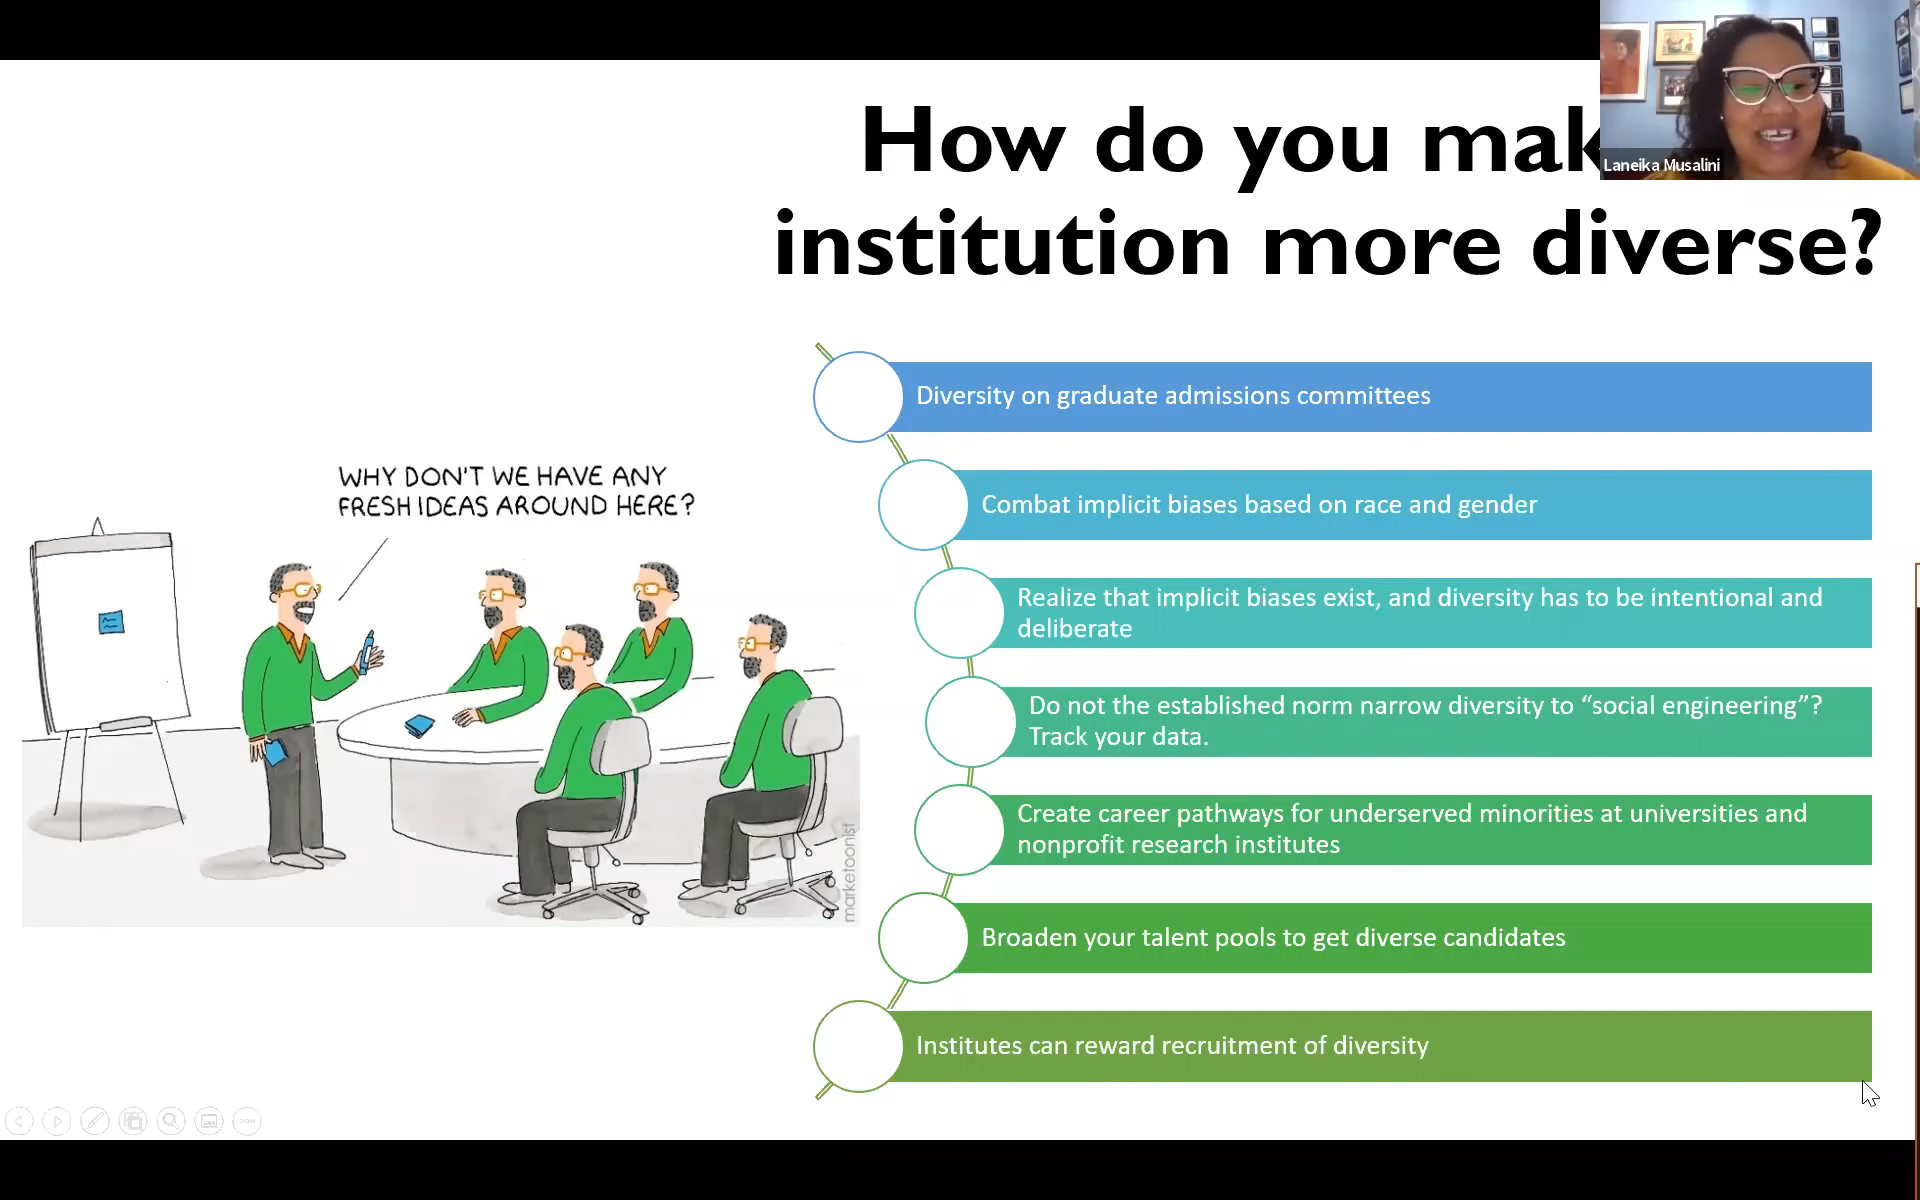 How do you mak
institution more diverse?
Laneika Musalini
WHY DON'T WE HAVE ANY
FRESH IDEAS AROUND HERE?
marketoonist
Diversity on graduate admissions committees
Combat implicit biases based on race and gender
Realize that implicit biases exist, and diversity has to be intentional and
deliberate
Do not the established norm narrow diversity to “social engineering”?
Track your data.
Create career pathways for underserved minorities at universities and
nonprofit research institutes
Broaden your talent pools to get diverse candidates
Institutes can reward recruitment of diversity